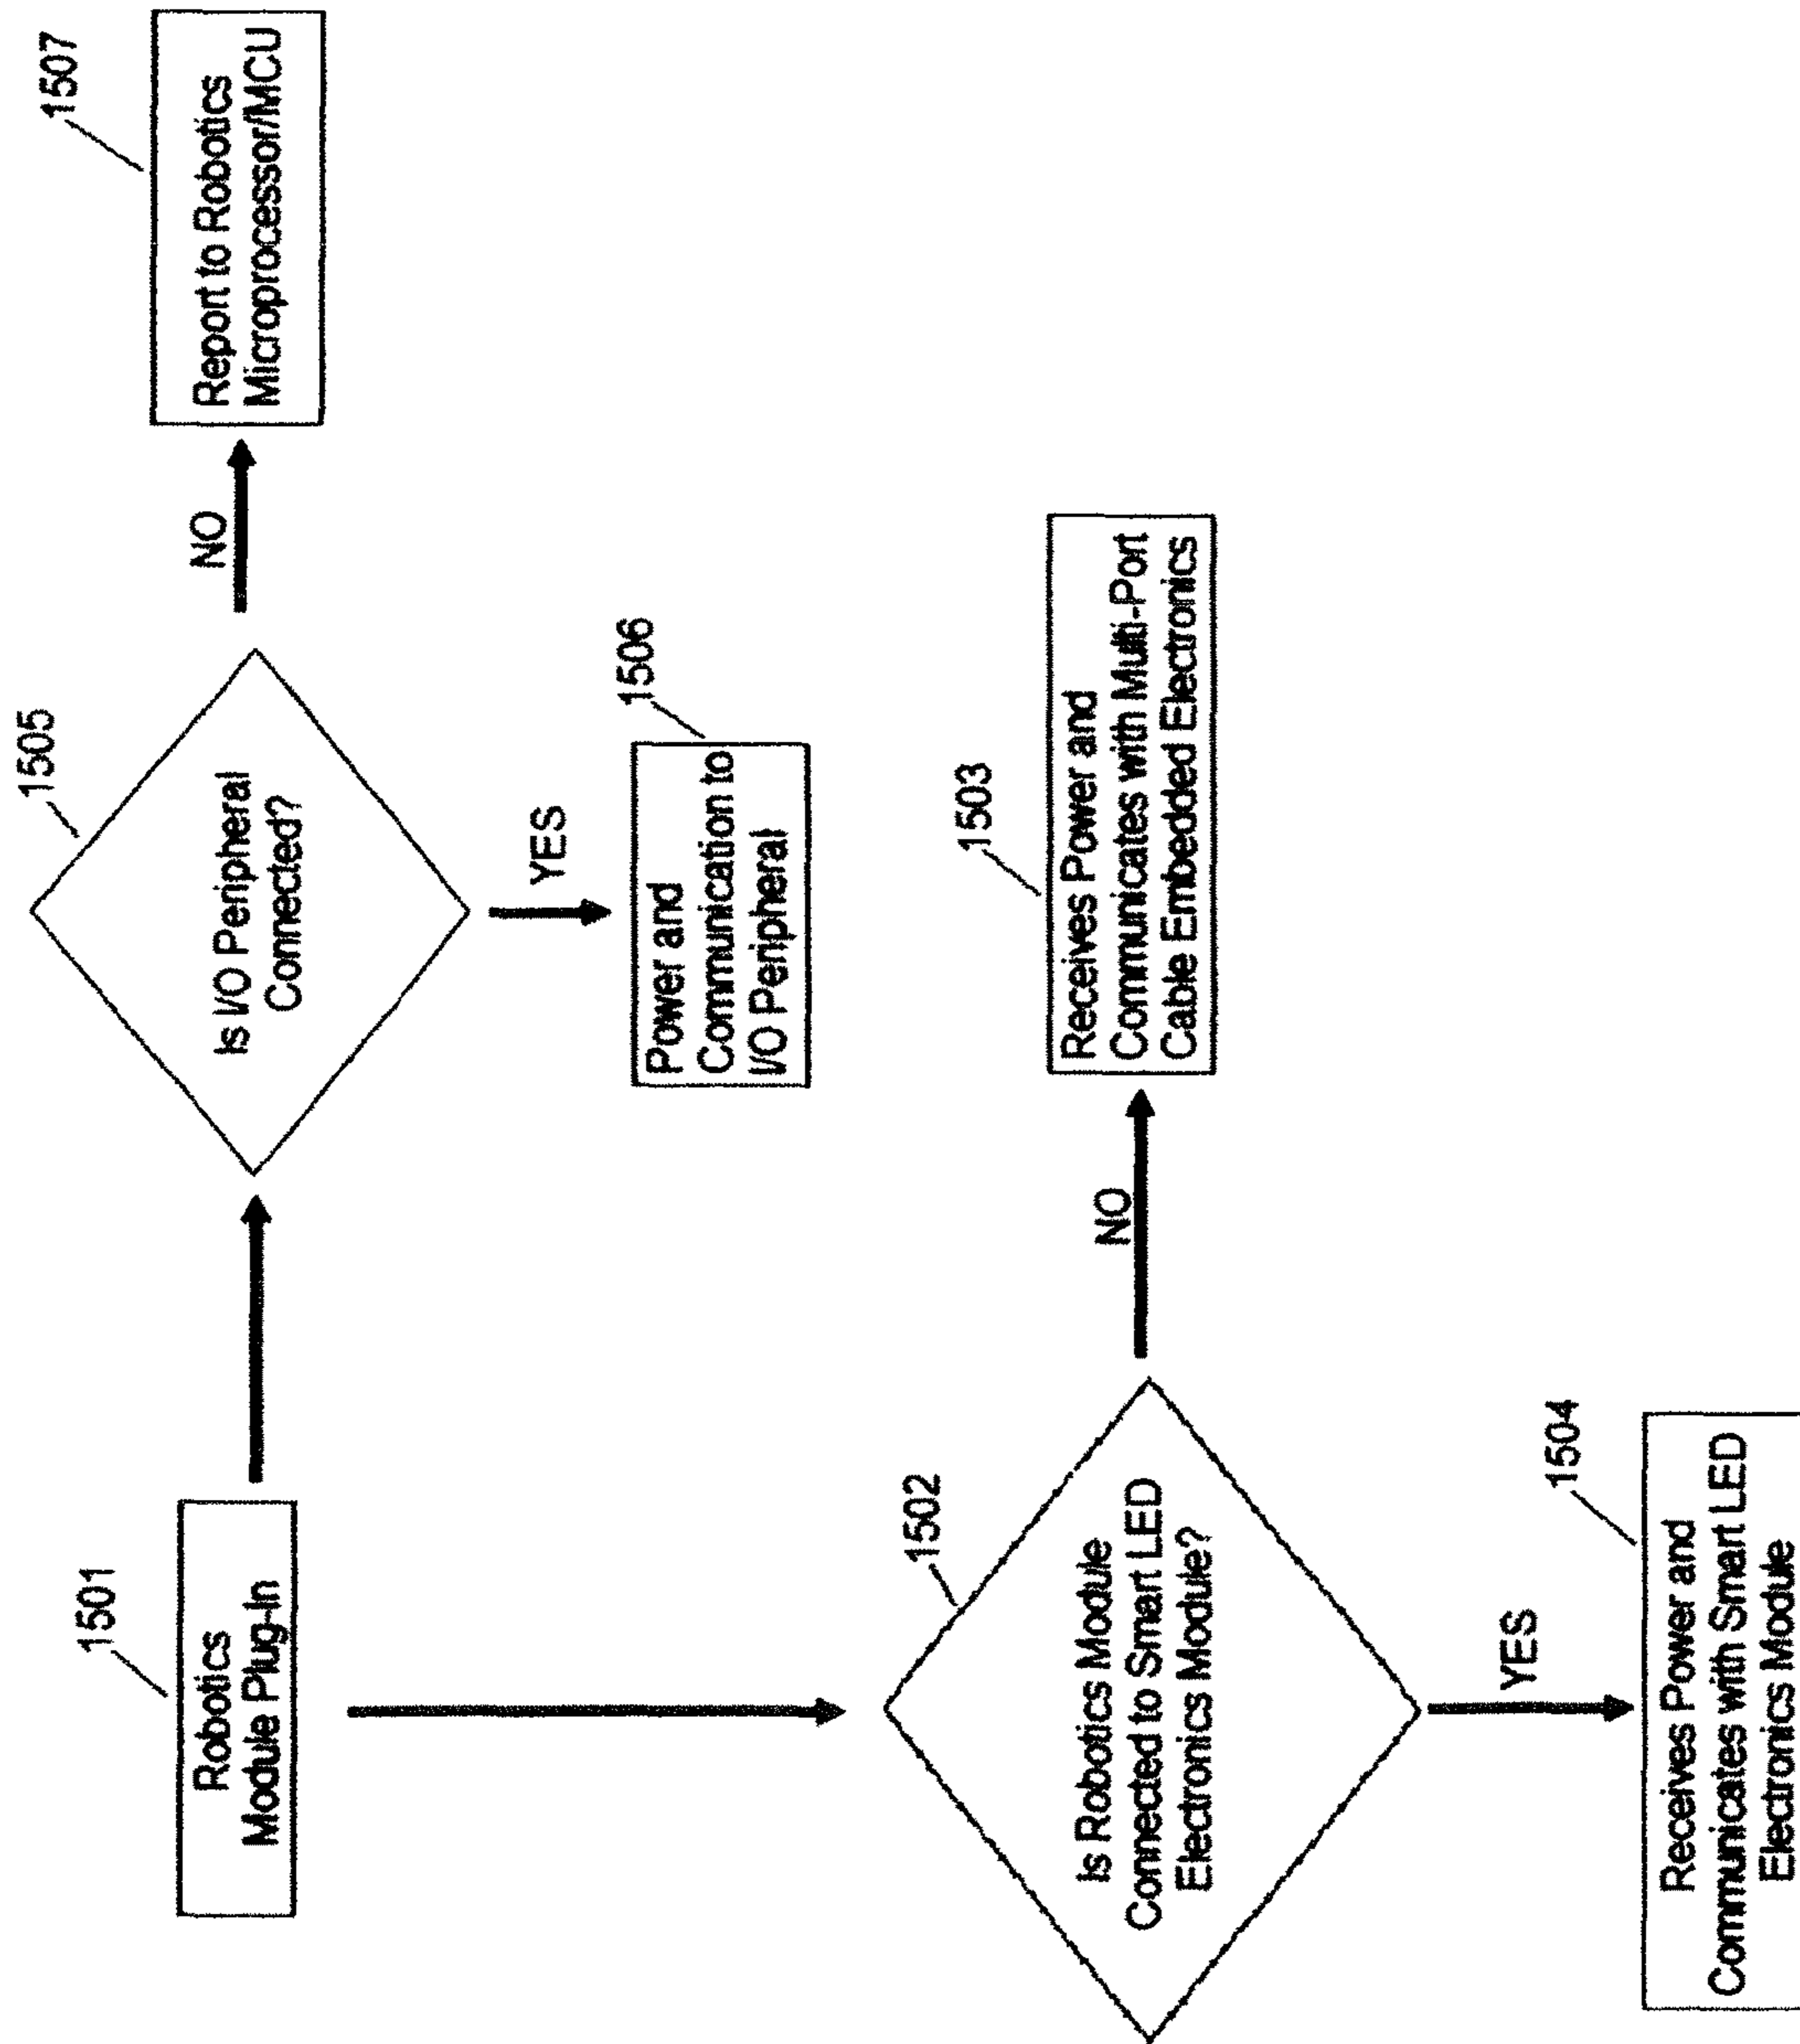 1501
Robotics
Module Plug-In
1505
Is I/O Peripheral
Connected?
NO
1507
Report to Robotics
Microprocessor/MCU
YES
1506
Power and
Communication to
I/O Peripheral
1502
Is Robotics Module
Connected to Smart LED
Electronics Module?
NO
1503
Receives Power and
Communicates with Multi-Port
Cable Embedded Electronics
YES
1504
Receives Power and
Communicates with Smart LED
Electronics Module